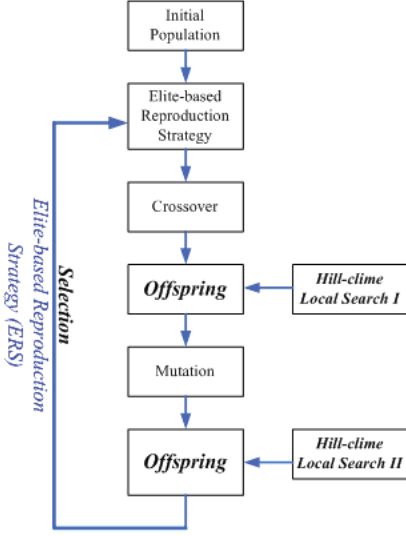 Initial
Population
Elite-based
Reproduction
Strategy
Crossover
Offspring
Hill-clime
Local Search I
Mutation
Offspring
Hill-clime
Local Search II
Selection
Elite-based Reproduction
Strategy (ERS)